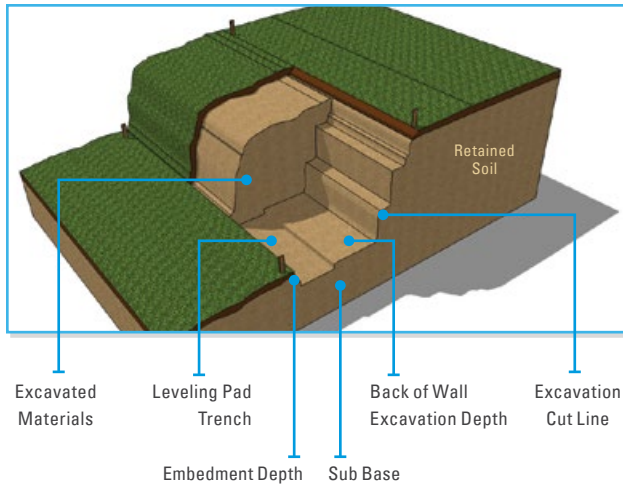 Retained
Soil
Excavated
Materials
Leveling Pad
Trench
Back of Wall
Excavation Depth
Excavation
Cut Line
Embedment Depth
Sub Base